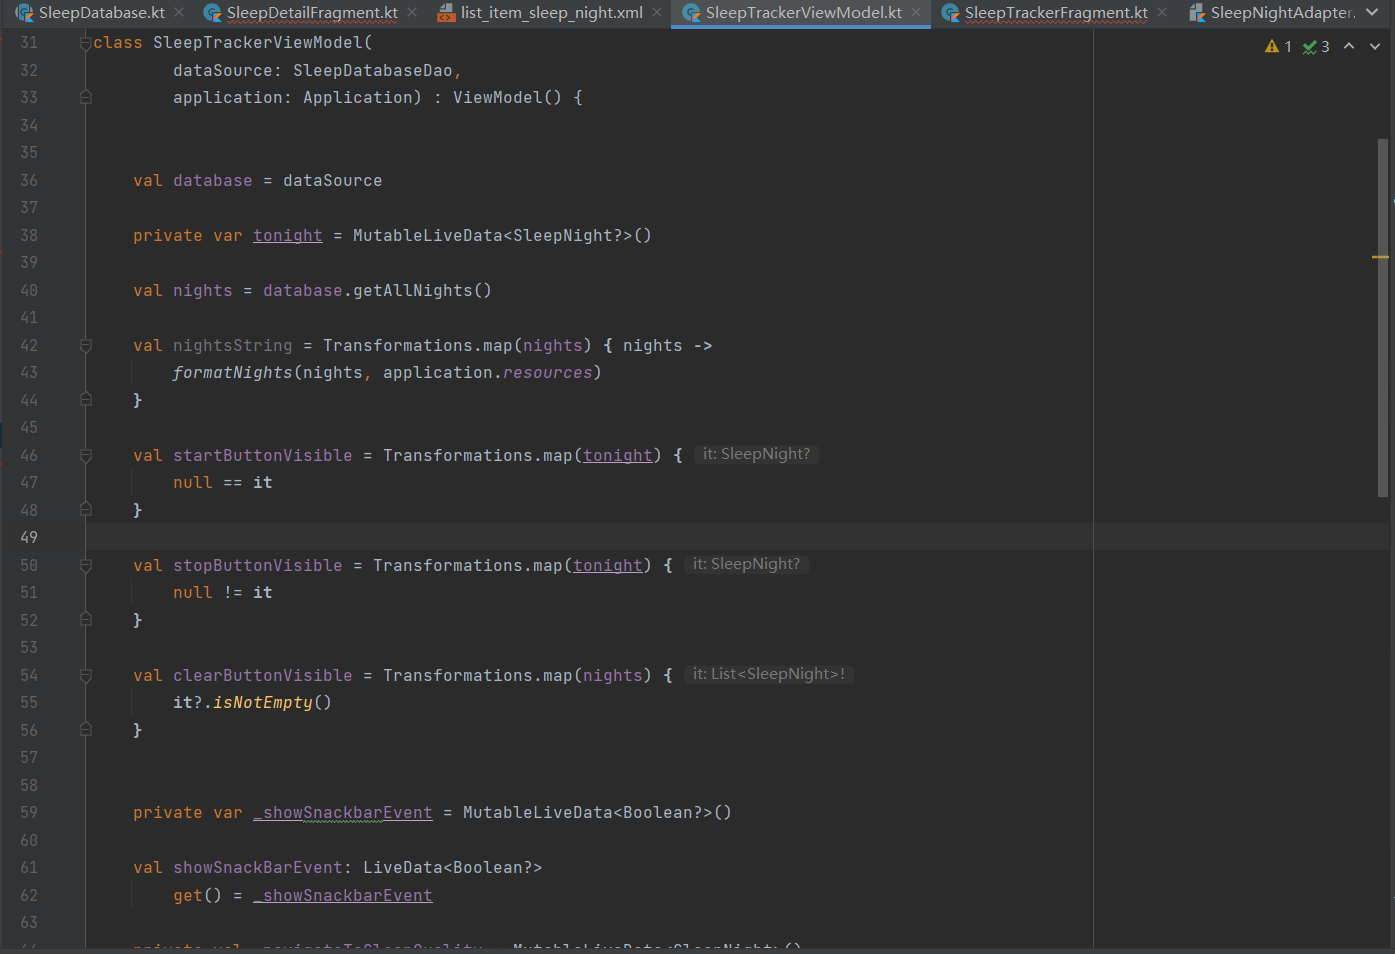 SleepDatabase.kt SleepDetailFragment.kt list_item_sleep_night.xml SleepTrackerViewModel.kt SleepTrackerFragment.kt SleepNightAdapter.
1 3
31 class SleepTrackerViewModel(
32 dataSource: SleepDatabaseDao,
33 application: Application) : ViewModel() {
34
35
36 val database = dataSource
37
38 private var tonight = MutableLiveData<SleepNight?>()
39
40 val nights = database.getAllNights()
41
42 val nightsString = Transformations.map(nights) { nights ->
43 formatNights(nights, application.resources)
44 }
45
46 val startButtonVisible = Transformations.map(tonight) { it: SleepNight?
47 null == it
48 }
49
50 val stopButtonVisible = Transformations.map(tonight) { it: SleepNight?
51 null != it
52 }
53
54 val clearButtonVisible = Transformations.map(nights) { it: List<SleepNight>!
55 it?.isNotEmpty()
56 }
57
58
59 private var _showSnackbarEvent = MutableLiveData<Boolean?>()
60
61 val showSnackBarEvent: LiveData<Boolean?>
62 get() = _showSnackbarEvent
63